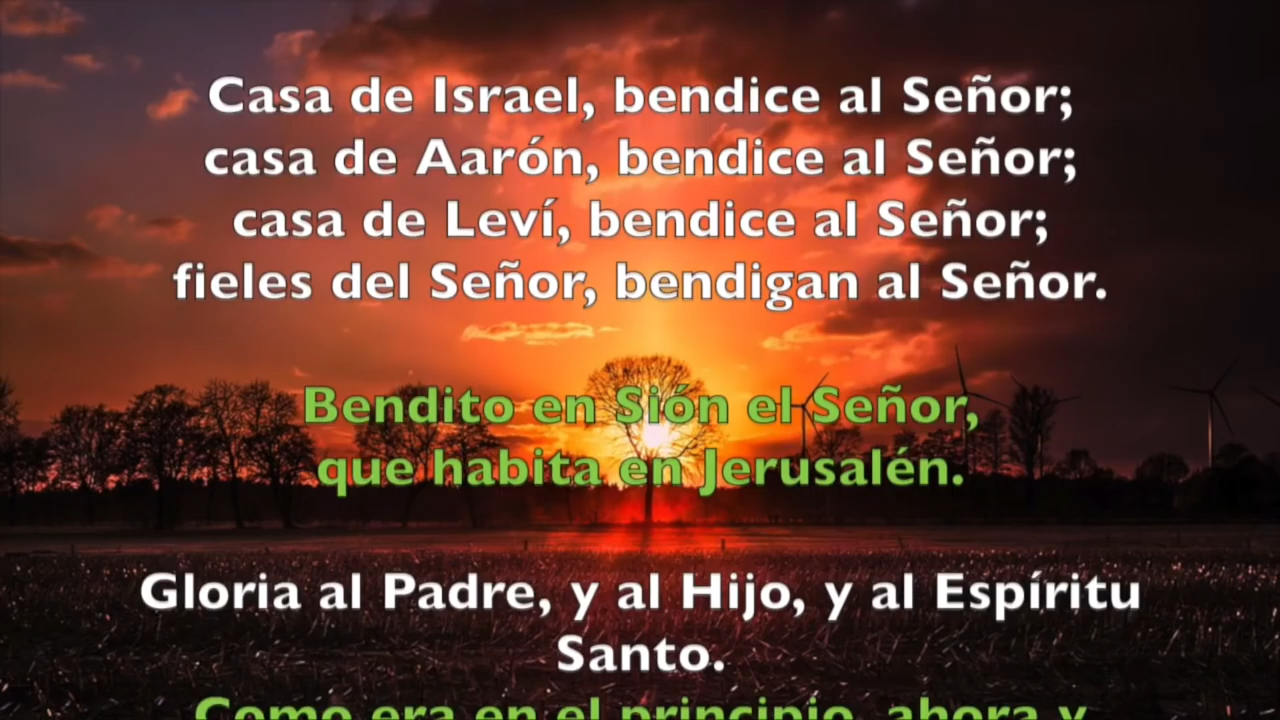 Casa de Israel, bendice al Señor;
casa de Aarón, bendice al Señor;
casa de Leví, bendice al Señor;
fieles del Señor, bendigan al Señor.
Bendito en Sión el Señor,
que habita en Jerusalén.
Gloria al Padre, y al Hijo, y al Espíritu
Santo.
Como era en el principio, ahora y